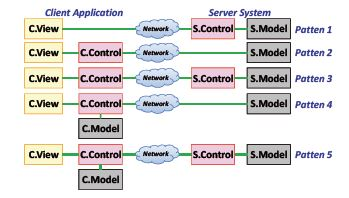 Client Application Server System
C.View Network S.Control S.Model Patten 1
C.View C.Control Network S.Model Patten 2
C.View C.Control Network S.Control S.Model Patten 3
C.View C.Control Network S.Model Patten 4
C.Model
C.View C.Control Network S.Control S.Model Patten 5
C.Model